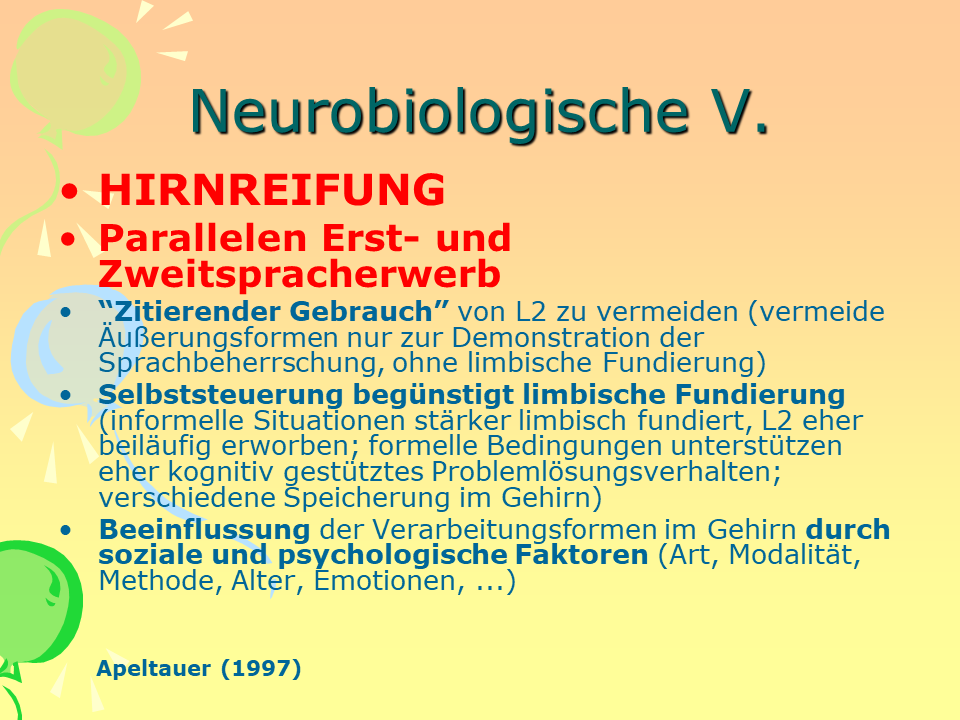 Neurobiologische V.
• HIRNREIFUNG
• Parallelen Erst- und
Zweitspracherwerb
• “Zitierender Gebrauch” von L2 zu vermeiden (vermeide
Äußerungsformen nur zur Demonstration der
Sprachbeherrschung, ohne limbische Fundierung)
• Selbststeuerung begünstigt limbische Fundierung
(informelle Situationen stärker limbisch fundiert, L2 eher
beiläufig erworben; formelle Bedingungen unterstützen
eher kognitiv gestütztes Problemlösungsverhalten;
verschiedene Speicherung im Gehirn)
• Beeinflussung der Verarbeitungsformen im Gehirn durch
soziale und psychologische Faktoren (Art, Modalität,
Methode, Alter, Emotionen, ...)
Apeltauer (1997)